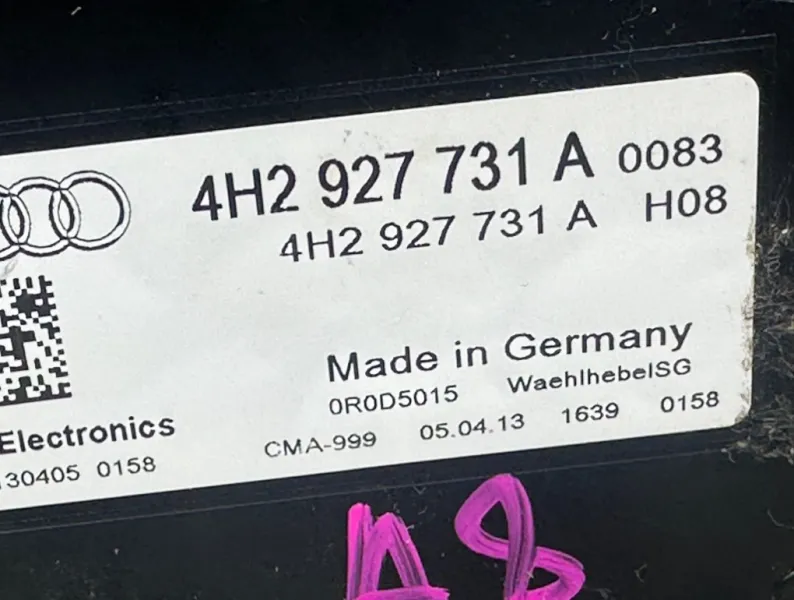 4H2 927 731 A 0083
4H2 927 731 A H08
Made in Germany
0R0D5015 WaehlhebelSG
Electronics
CMA-999 05.04.13 1639 0158
130405 0158
A8